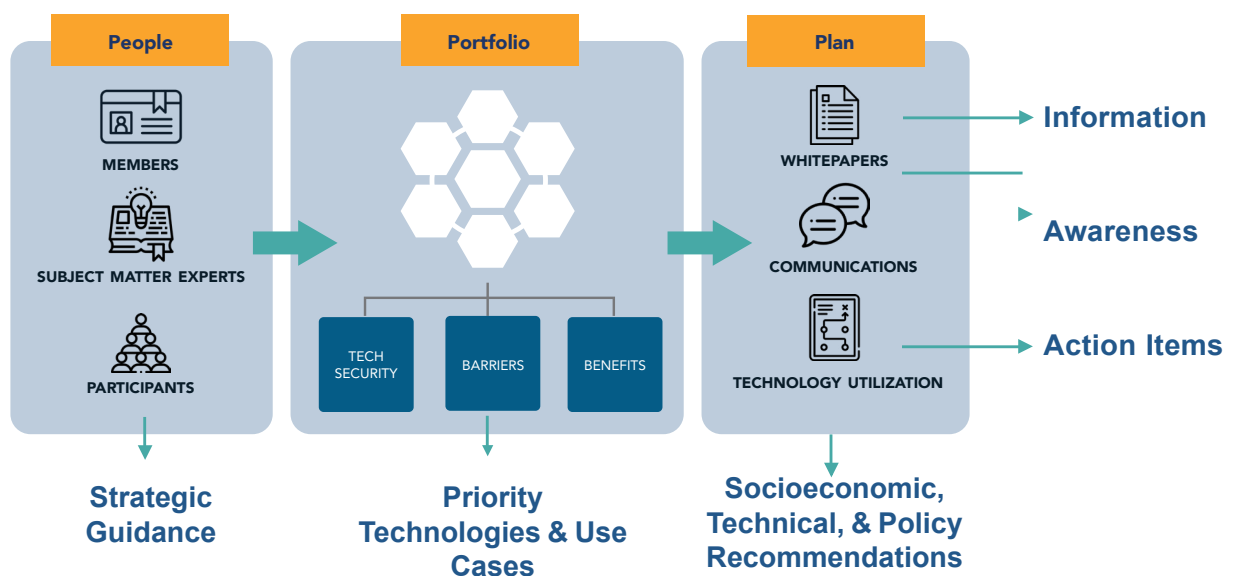 People
MEMBERS
SUBJECT MATTER EXPERTS
PARTICIPANTS
Strategic
Guidance
Portfolio
TECH
SECURITY
BARRIERS
BENEFITS
Priority
Technologies & Use
Cases
Plan
WHITEPAPERS
COMMUNICATIONS
TECHNOLOGY UTILIZATION
Socioeconomic,
Technical, & Policy
Recommendations
Information
Awareness
Action Items